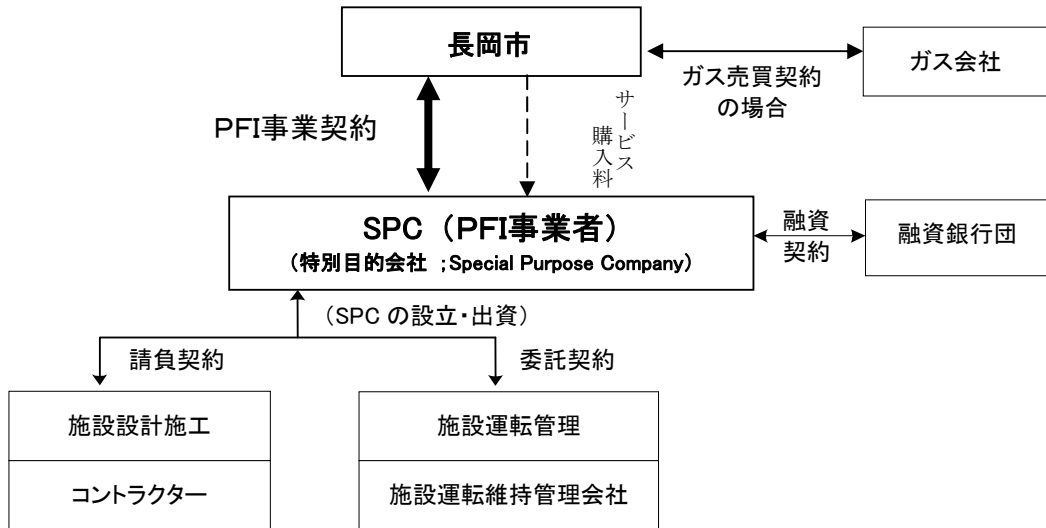 長岡市
ガス会社
ガス売買契約
の場合
PFI事業契約
サービス
購入料
SPC（PFI事業者）
（特別目的会社 ；Special Purpose Company）
融資
契約
融資銀行団
（SPC の設立・出資）
請負契約
委託契約
施設設計施工
コントラクター
施設運転管理
施設運転維持管理会社